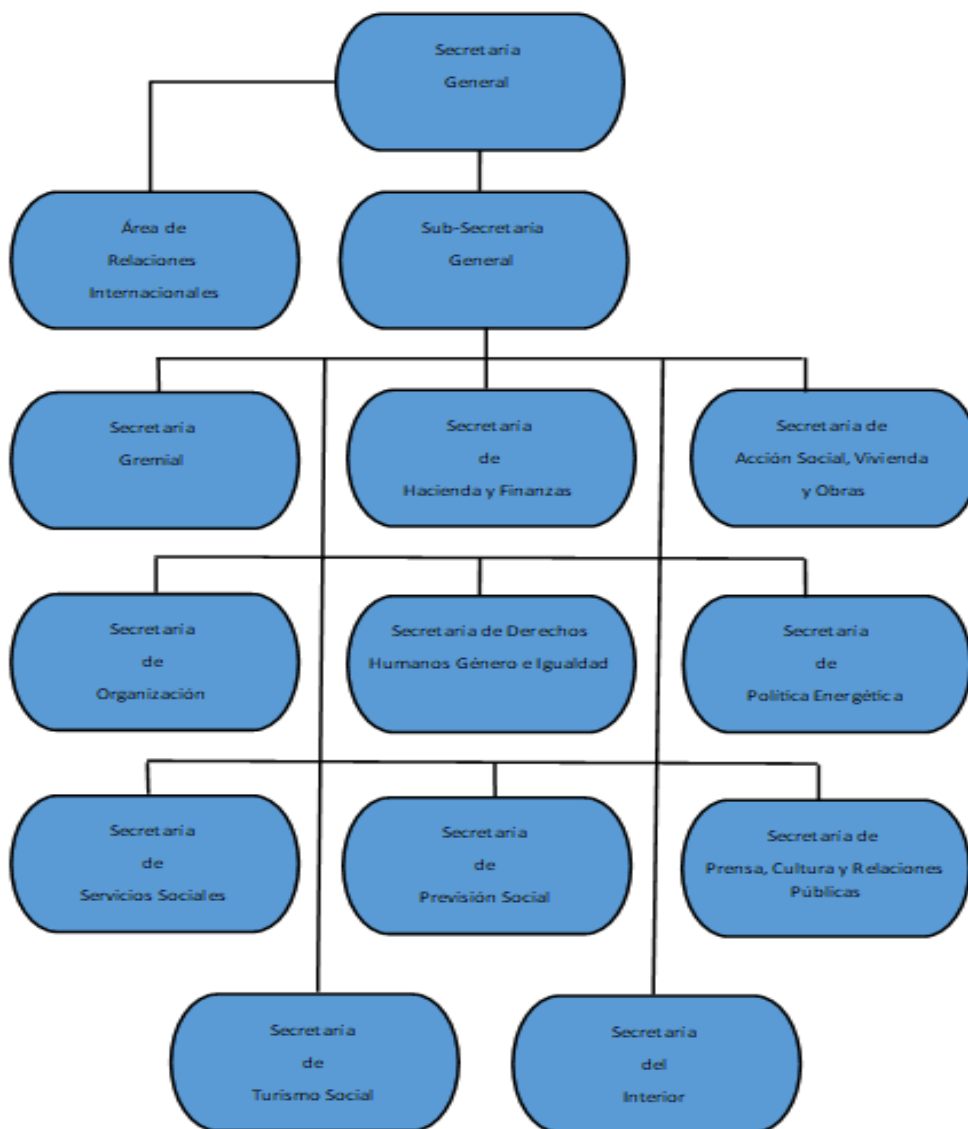 Secretaría
General
Área de
Relaciones
Internacionales
Sub-Secretaría
General
Secretaría
Gremial
Secretaría
de
Hacienda y Finanzas
Secretaría de
Acción Social, Vivienda
y Obras
Secretaría
de
Organización
Secretaría de Derechos
Humanos Género e Igualdad
Secretaría
de
Política Energética
Secretaría
de
Servicios Sociales
Secretaría
de
Previsión Social
Secretaría de
Prensa, Cultura y Relaciones
Públicas
Secretaría
de
Turismo Social
Secretaría
del
Interior